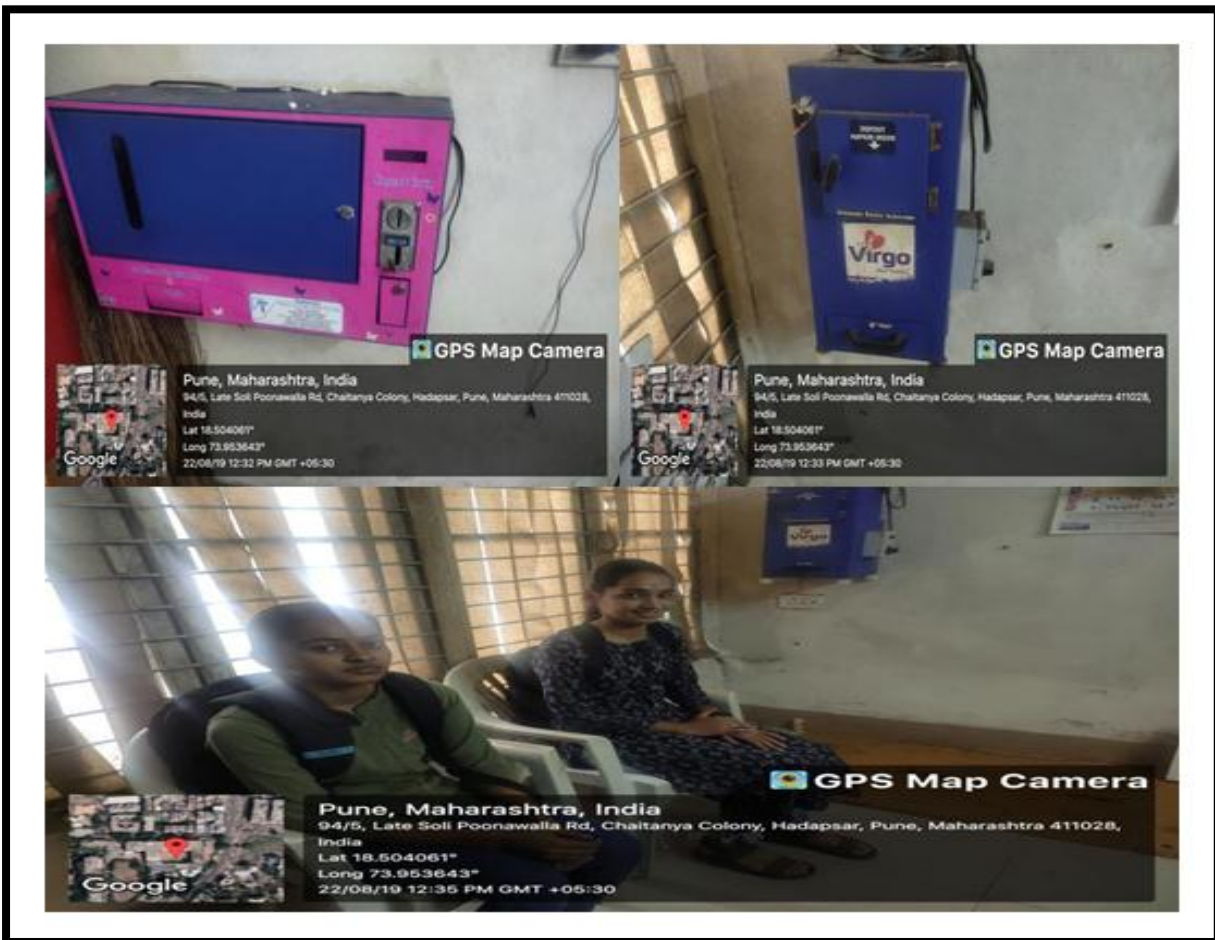 GPS Map Camera
Pune, Maharashtra, India
94/5, Late Soli Poonawalla Rd, Chaitanya Colony, Hadapsar, Pune, Maharashtra 411028,
India
Lat 18.504061°
Long 73.953643°
22/08/19 12:32 PM GMT +05:30
Google
DEPOSIT
NAPKIN INSIDE
Virgo
GPS Map Camera
Pune, Maharashtra, India
94/5, Late Soli Poonawalla Rd, Chaitanya Colony, Hadapsar, Pune, Maharashtra 411028,
India
Lat 18.504061°
Long 73.953643°
22/08/19 12:33 PM GMT +05:30
Google
Virgo
GPS Map Camera
Pune, Maharashtra, India
94/5, Late Soli Poonawalla Rd, Chaitanya Colony, Hadapsar, Pune, Maharashtra 411028,
India
Lat 18.504061°
Long 73.953643°
22/08/19 12:35 PM GMT +05:30
Google